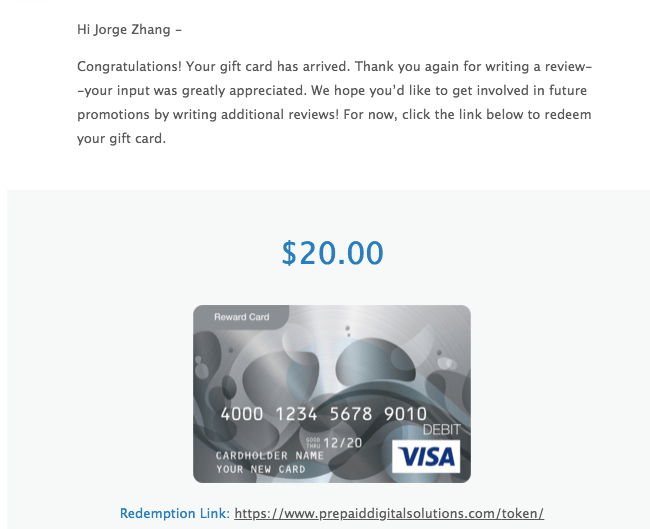 Hi Jorge Zhang –
Congratulations! Your gift card has arrived. Thank you again for writing a review–
–your input was greatly appreciated. We hope you'd like to get involved in future
promotions by writing additional reviews! For now, click the link below to redeem
your gift card.
$20.00
Reward Card
4000 1234 5678 9010
DEBIT
GOOD
THRU 12/20
CARDHOLDER NAME
VISA
YOUR NEW CARD
Redemption Link: https://www.prepaiddigitalsolutions.com/token/